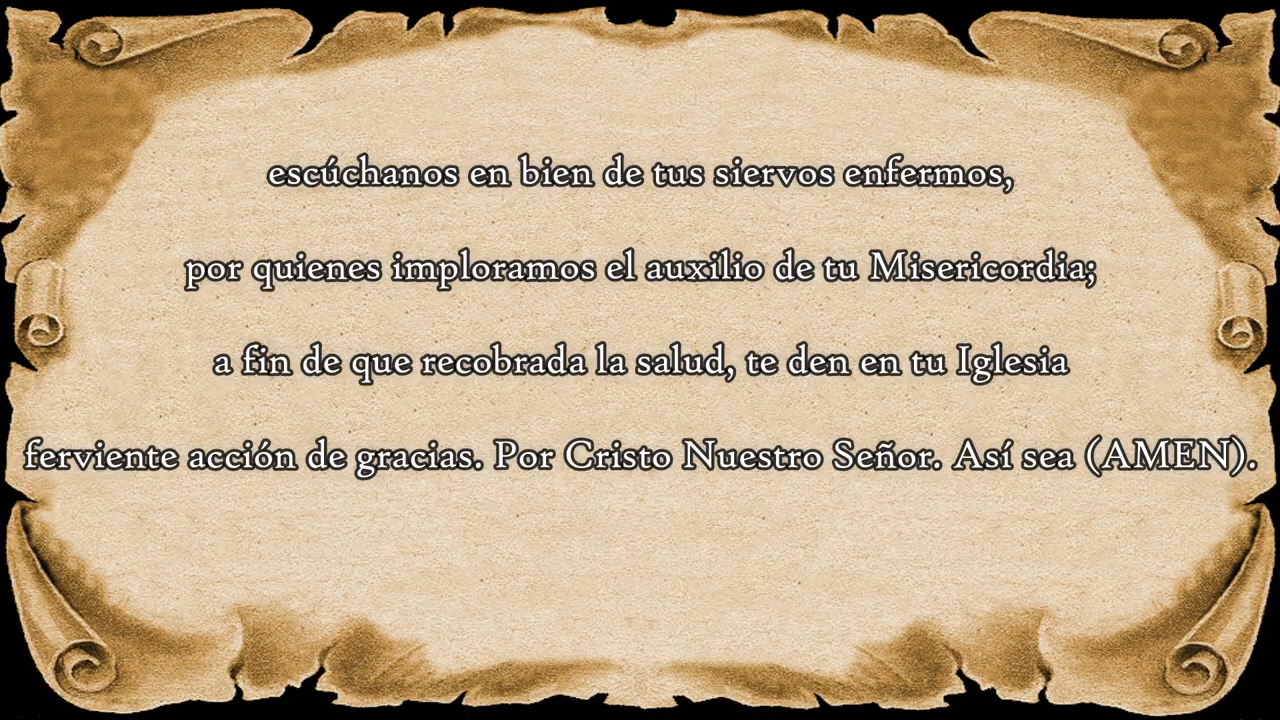 escúchanos en bien de tus siervos enfermos,
por quienes imploramos el auxilio de tu Misericordia;
a fin de que recobrada la salud, te den en tu Iglesia
ferviente acción de gracias. Por Cristo Nuestro Señor. Así sea (AMEN).